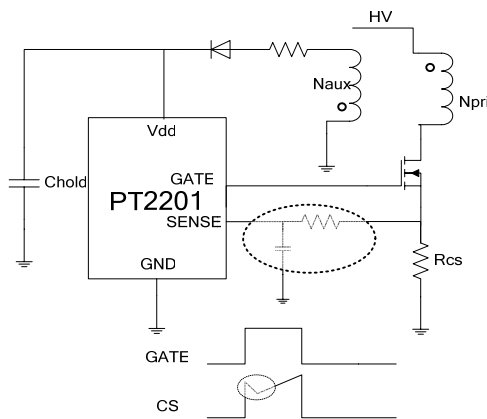 HV
Naux
Npri
Vdd
Chold
GATE
PT2201
SENSE
GND
Rcs
GATE
CS